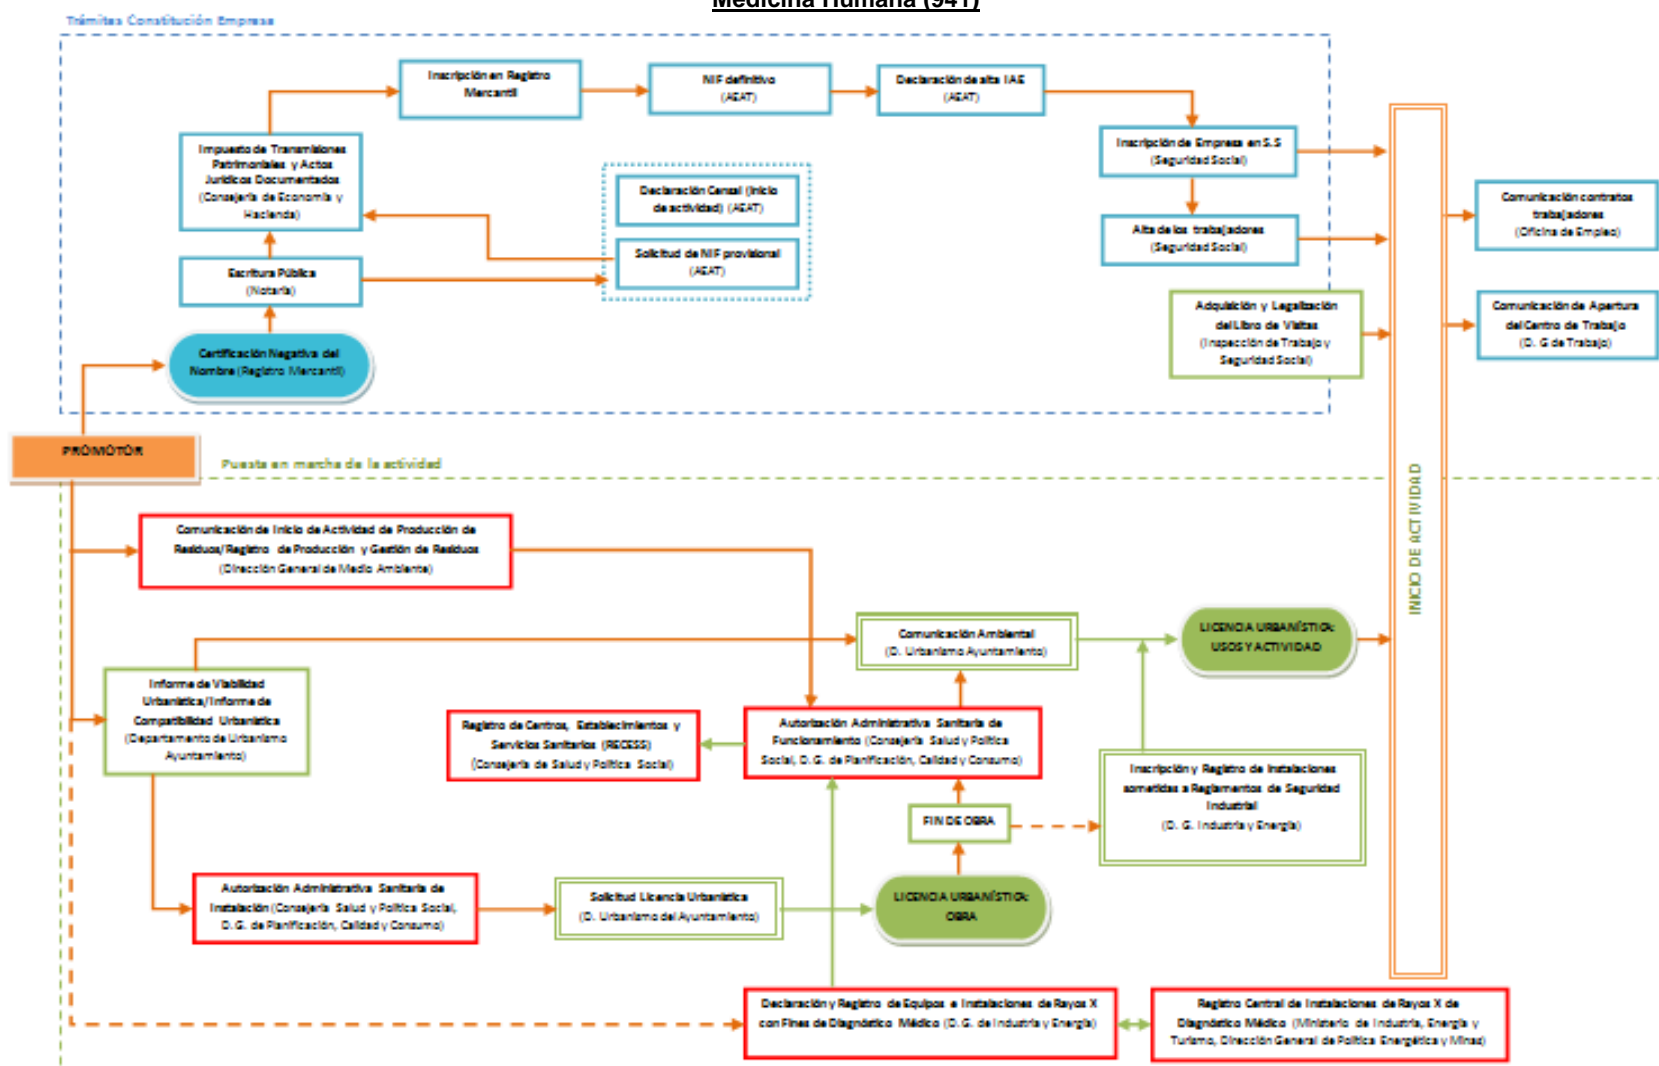 Medicina Humana (941)
Trámites Constitución Empresa
Inscripción en Registro
Mercantil
NIF definitivo
(AEAT)
Declaración de alta IAE
(AEAT)
Impuesto de Transmisiones
Patrimoniales y Actos
Jurídicos Documentados
(Consejería de Economía y
Hacienda)
Declaración Censal (Inicio
de actividad) (AEAT)
Solicitud de NIF provisional
(AEAT)
Inscripción de Empresa en S.S
(Seguridad Social)
Alta de los trabajadores
(Seguridad Social)
Comunicación contratos
trabajadores
(Oficina de Empleo)
Escritura Pública
(Notaría)
Adquisición y Legalización
del Libro de Visitas
(Inspección de Trabajo y
Seguridad Social)
Comunicación de Apertura
del Centro de Trabajo
(D. G de Trabajo)
Certificación Negativa del
Nombre (Registro Mercantil)
PROMOTOR
Puesta en marcha de la actividad
INICIO DE ACTIVIDAD
Comunicación de Inicio de Actividad de Producción de
Residuos/Registro de Producción y Gestión de Residuos
(Dirección General de Medio Ambiente)
Comunicación Ambiental
(D. Urbanismo Ayuntamiento)
LICENCIA URBANÍSTICA:
USOS Y ACTIVIDAD
Informe de Viabilidad
Urbanística/Informe de
Compatibilidad Urbanística
(Departamento de Urbanismo
Ayuntamiento)
Registro de Centros, Establecimientos y
Servicios Sanitarios (RECESS)
(Consejería de Salud y Política Social)
Autorización Administrativa Sanitaria de
Funcionamiento (Consejería Salud y Política
Social, D.G. de Planificación, Calidad y Consumo)
Inscripción y Registro de Instalaciones
sometidas a Reglamentos de Seguridad
Industrial
(D. G. Industria y Energía)
FIN DE OBRA
Autorización Administrativa Sanitaria de
Instalación (Consejería Salud y Política Social,
D.G. de Planificación, Calidad y Consumo)
Solicitud Licencia Urbanística
(D. Urbanismo del Ayuntamiento)
LICENCIA URBANÍSTICA:
OBRA
Declaración y Registro de Equipos e Instalaciones de Rayos X
con Fines de Diagnóstico Médico (D. G. de Industria y Energía)
Registro Central de Instalaciones de Rayos X de
Diagnóstico Médico (Ministerio de Industria, Energía y
Turismo, Dirección General de Política Energética y Minas)